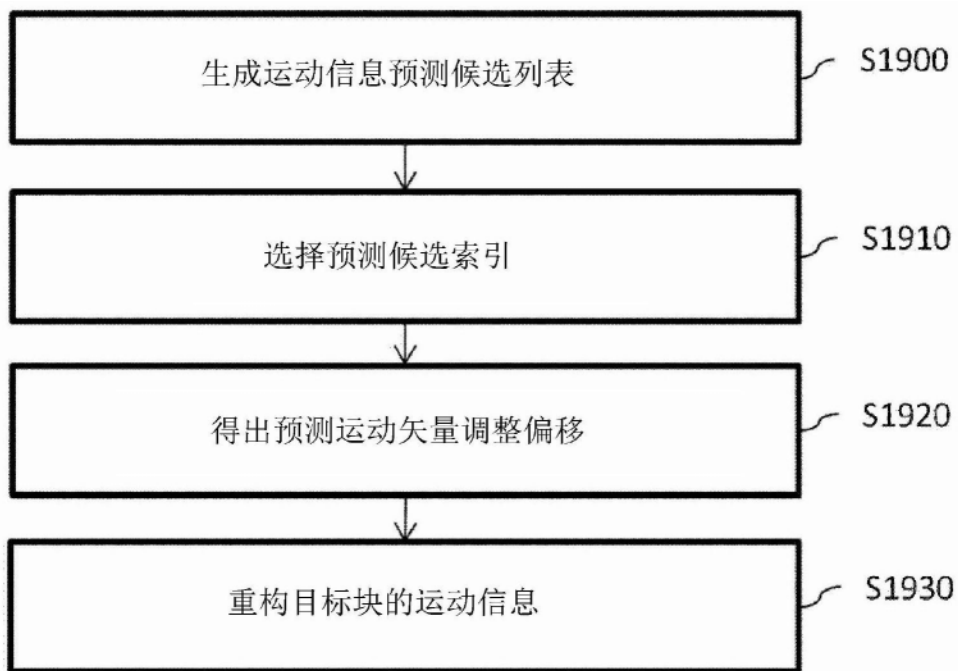 生成运动信息预测候选列表
S1900
选择预测候选索引
S1910
得出预测运动矢量调整偏移
S1920
重构目标块的运动信息
S1930